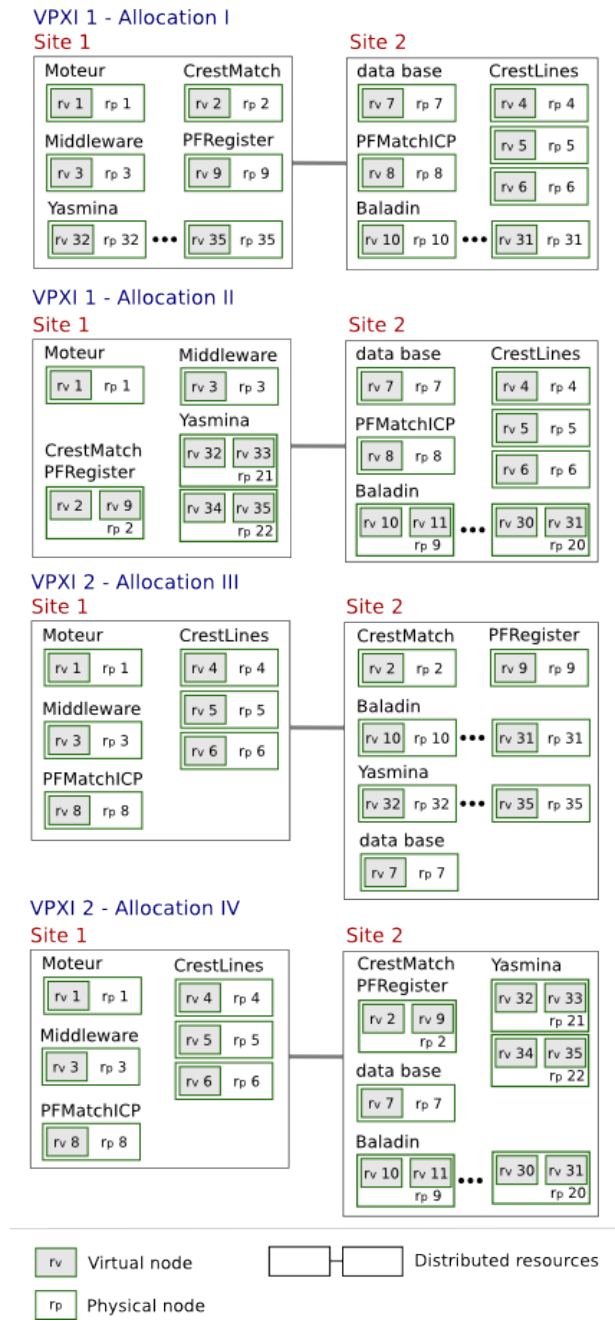 VPXI 1 - Allocation I
Site 1 Site 2
Moteur CrestMatch data base CrestLines
rv 1 rp 1 rv 2 rp 2 rv 7 rp 7 rv 4 rp 4
rv 5 rp 5
Middleware PFRegister PFMatchICP
rv 3 rp 3 rv 9 rp 9 rv 8 rp 8 rv 6 rp 6
Yasmina Baladin
rv 32 rp 32 ••• rv 35 rp 35 rv 10 rp 10 ••• rv 31 rp 31
VPXI 1 - Allocation II
Site 1 Site 2
Moteur Middleware data base CrestLines
rv 1 rp 1 rv 3 rp 3 rv 7 rp 7 rv 4 rp 4
Yasmina PFMatchICP rv 5 rp 5
CrestMatch rv 32 rv 33 rv 8 rp 8 rv 6 rp 6
PFRegister rp 21 Baladin
rv 2 rv 9 rv 34 rv 35 rv 10 rv 11 ••• rv 30 rv 31
rp 2 rp 22 rp 9 rp 20
VPXI 2 - Allocation III
Site 1 Site 2
Moteur CrestLines CrestMatch PFRegister
rv 1 rp 1 rv 4 rp 4 rv 2 rp 2 rv 9 rp 9
Middleware rv 5 rp 5 Baladin
rv 3 rp 3 rv 6 rp 6 rv 10 rp 10 ••• rv 31 rp 31
PFMatchICP Yasmina
rv 8 rp 8 rv 32 rp 32 ••• rv 35 rp 35
data base
rv 7 rp 7
VPXI 2 - Allocation IV
Site 1 Site 2
Moteur CrestLines CrestMatch Yasmina
PFRegister
rv 1 rp 1 rv 4 rp 4 rv 2 rv 9 rv 32 rv 33
rp 2 rp 21
Middleware rv 5 rp 5 data base rv 34 rv 35
rp 22
rv 3 rp 3 rv 6 rp 6 rv 7 rp 7
PFMatchICP Baladin
rv 8 rp 8 rv 10 rv 11 ••• rv 30 rv 31
rp 9 rp 20
rv Virtual node Distributed resources
rp Physical node